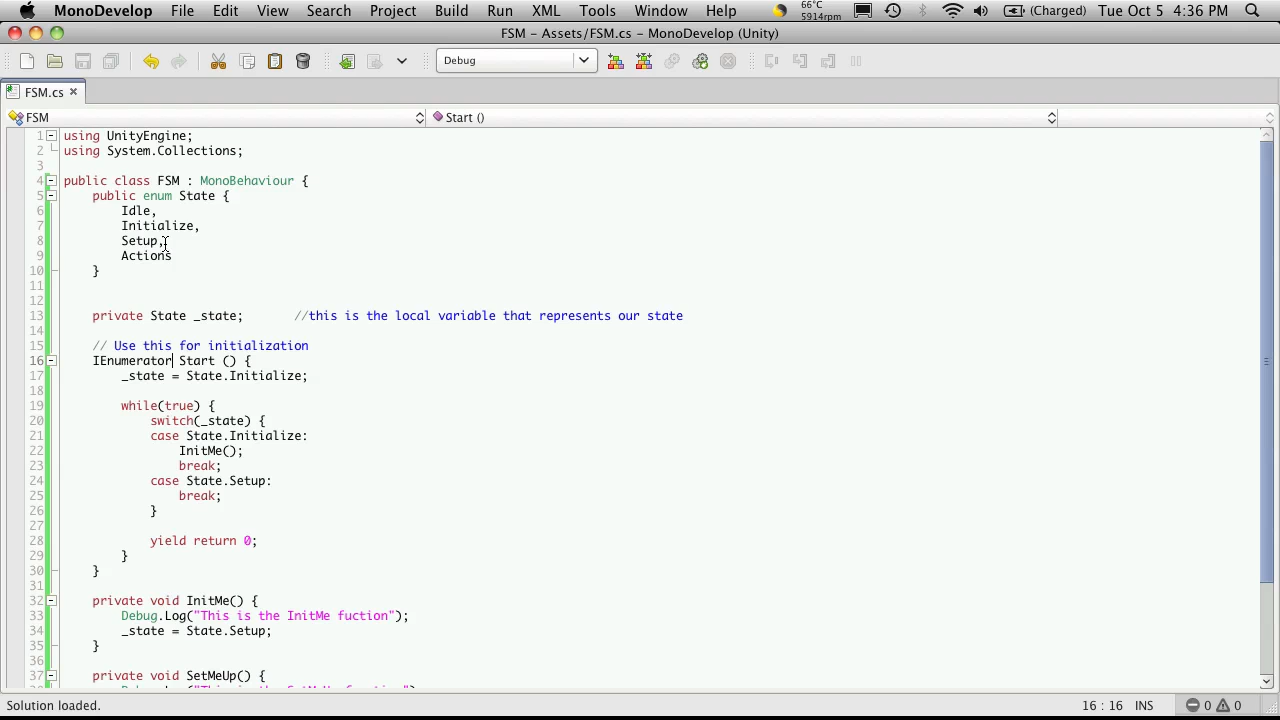 MonoDevelop File Edit View Search Project Build Run XML Tools Window Help 66°C 5914rpm (Charged) Tue Oct 5 4:36 PM
FSM – Assets/FSM.cs – MonoDevelop (Unity)
Debug
FSM.cs ×
FSM Start ()
1 using UnityEngine;
2 using System.Collections;
3
4 public class FSM : MonoBehaviour {
5 public enum State {
6 Idle,
7 Initialize,
8 Setup,
9 Actions
10 }
11
12
13 private State _state; //this is the local variable that represents our state
14
15 // Use this for initialization
16 IEnumerator Start () {
17 _state = State.Initialize;
18
19 while(true) {
20 switch(_state) {
21 case State.Initialize:
22 InitMe();
23 break;
24 case State.Setup:
25 break;
26 }
27
28 yield return 0;
29 }
30 }
31
32 private void InitMe() {
33 Debug.Log("This is the InitMe fuction");
34 _state = State.Setup;
35 }
36
37 private void SetMeUp() {
Solution loaded. 16 : 16 INS 0 0